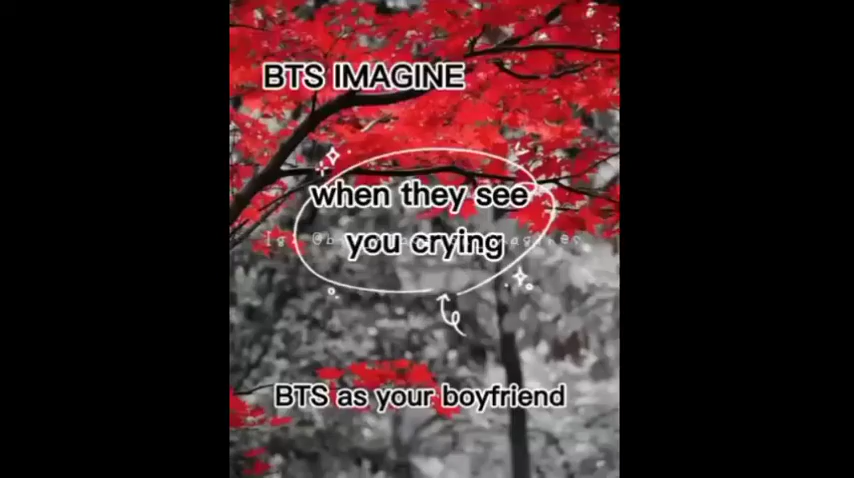 BTS IMAGINE
when they see
you crying
BTS as your boyfriend